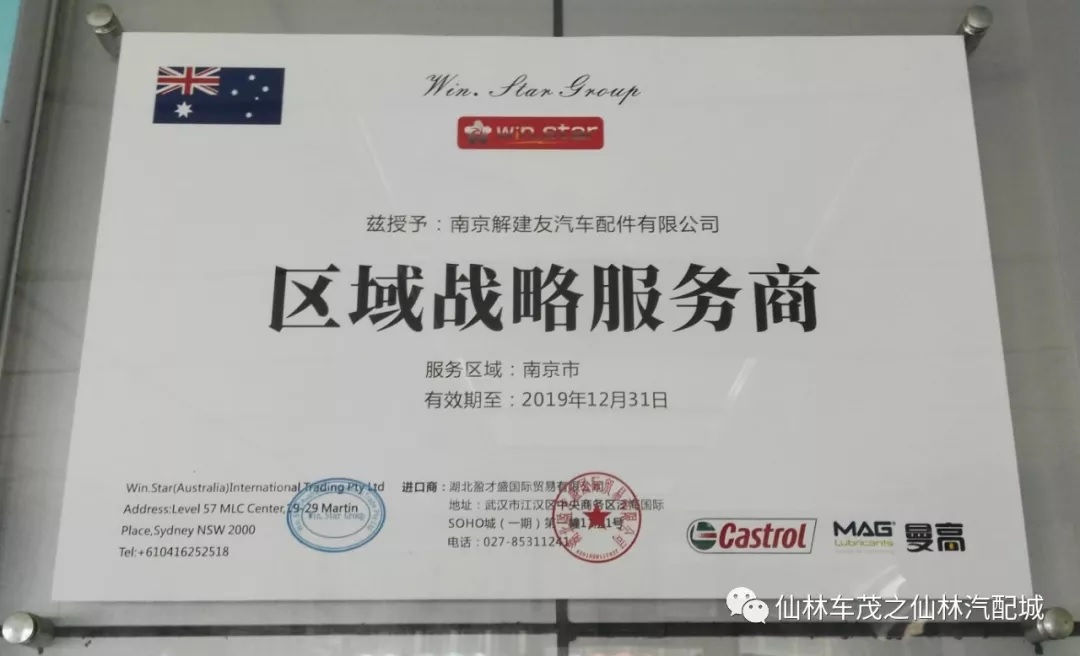 Win. Star Group
win star
兹授予：南京解建友汽车配件有限公司
区域战略服务商
服务区域：南京市
有效期至：2019年12月31日
Win.Star(Australia)International Trading Pty Ltd
Address:Level 57 MLC Center,19-29 Martin
Place,Sydney NSW 2000
Tel:+610416252518
Win. Star Group
进口商：湖北盈才盛国际贸易有限公司
地址：武汉市江汉区中央商务区泛海国际
SOHO城（一期）第
电话：027-85311241
Castrol
MAG
Lubricants
曼高
仙林车茂之仙林汽配城